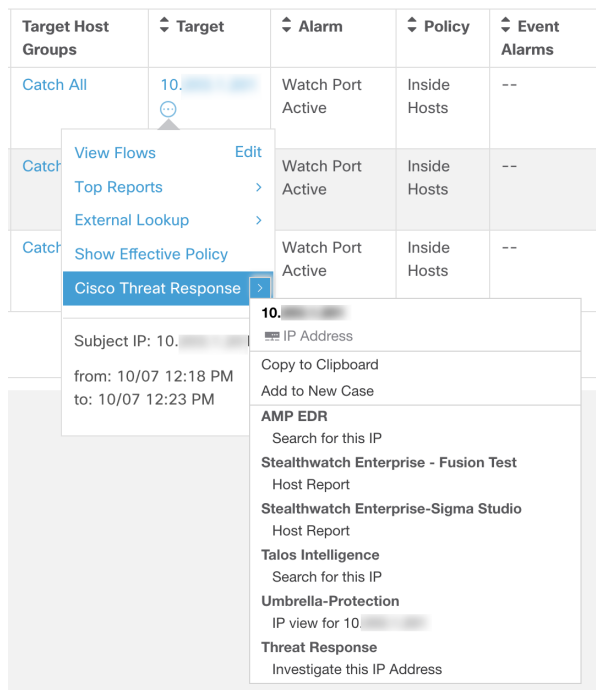 Target Host Groups
Target
Alarm
Policy
Event Alarms
Catch All
10.
Watch Port Active
Inside Hosts
--
Catch
Watch Port Active
Inside Hosts
--
Catch
Watch Port Active
Inside Hosts
--
View Flows
Edit
Top Reports
External Lookup
Show Effective Policy
Cisco Threat Response
Subject IP: 10.
from: 10/07 12:18 PM
to: 10/07 12:23 PM
10.
IP Address
Copy to Clipboard
Add to New Case
AMP EDR
Search for this IP
Stealthwatch Enterprise - Fusion Test
Host Report
Stealthwatch Enterprise-Sigma Studio
Host Report
Talos Intelligence
Search for this IP
Umbrella-Protection
IP view for 10.
Threat Response
Investigate this IP Address